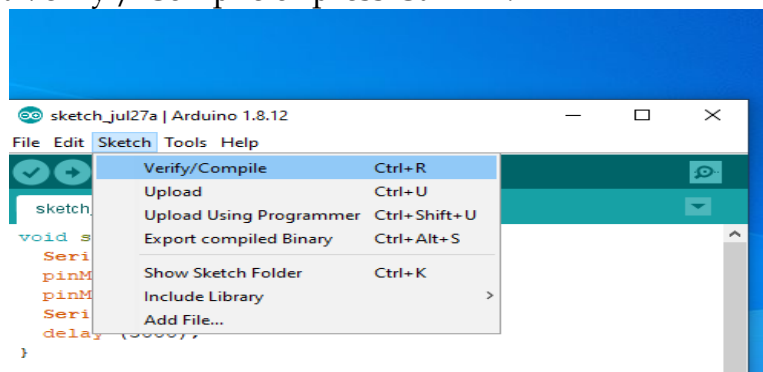 sketch_jul27a | Arduino 1.8.12
File Edit Sketch Tools Help
Verify/Compile Ctrl+R
Upload Ctrl+U
Upload Using Programmer Ctrl+Shift+U
Export compiled Binary Ctrl+Alt+S
Show Sketch Folder Ctrl+K
Include Library >
Add File...
sketch
void s
Seri
pinM
pinM
Seri
delay
}